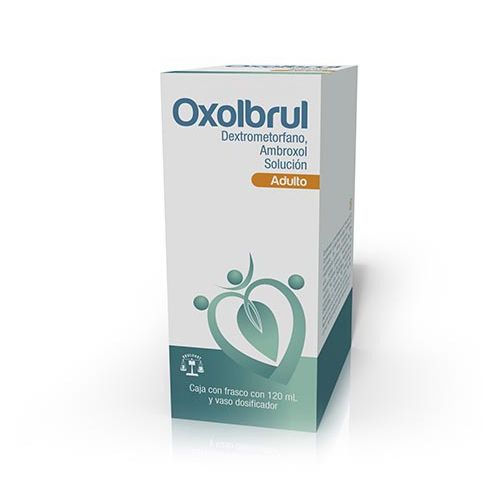 Oxolbrul
Dextrometorfano,
Ambroxol
Solución
Adulto
Caja con frasco con 120 mL
y vaso dosificador